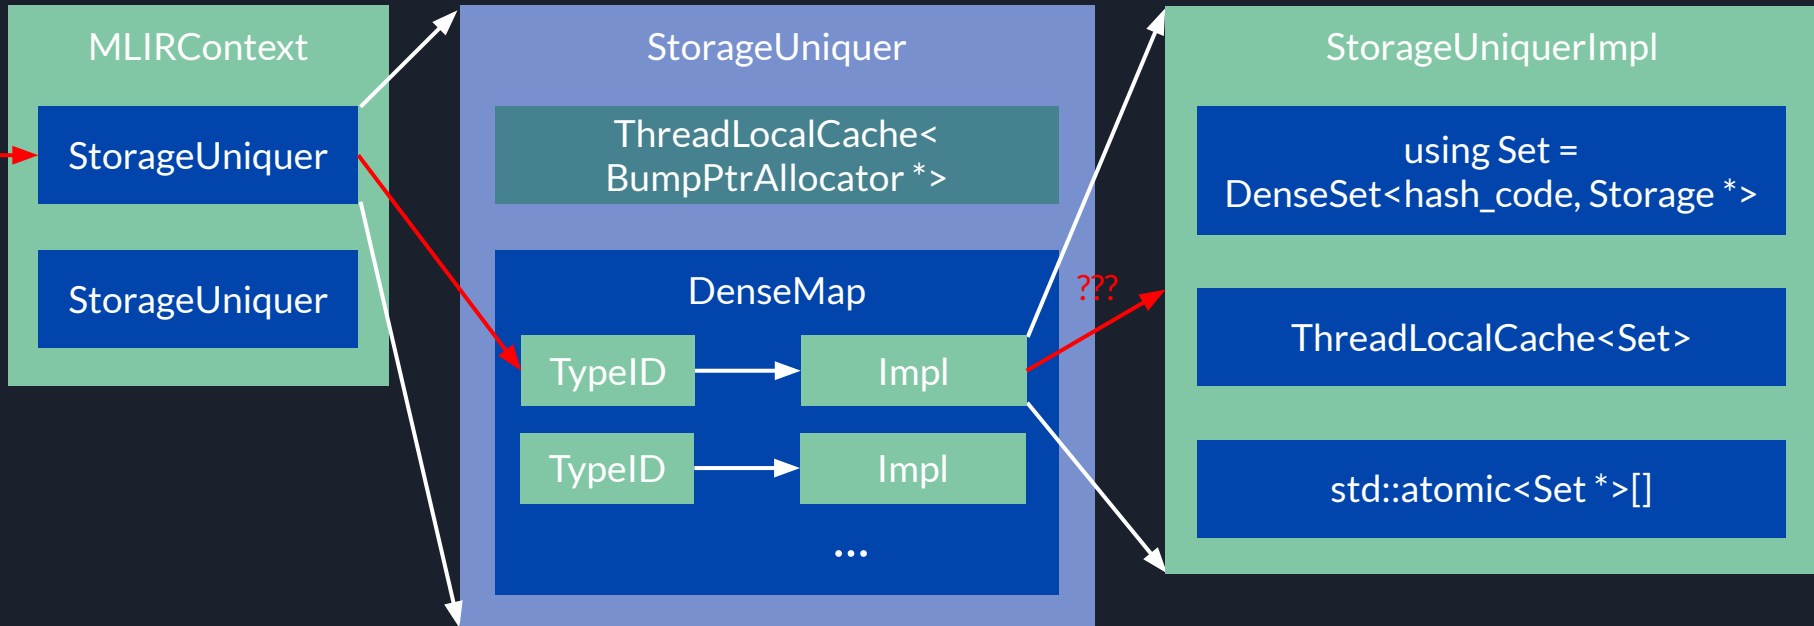 MLIRContext
StorageUniquer
StorageUniquer
StorageUniquer
ThreadLocalCache<
BumpPtrAllocator *>
DenseMap
TypeID
Impl
TypeID
Impl
...
???
StorageUniquerImpl
using Set =
DenseSet<hash_code, Storage *>
ThreadLocalCache<Set>
std::atomic<Set *>[]